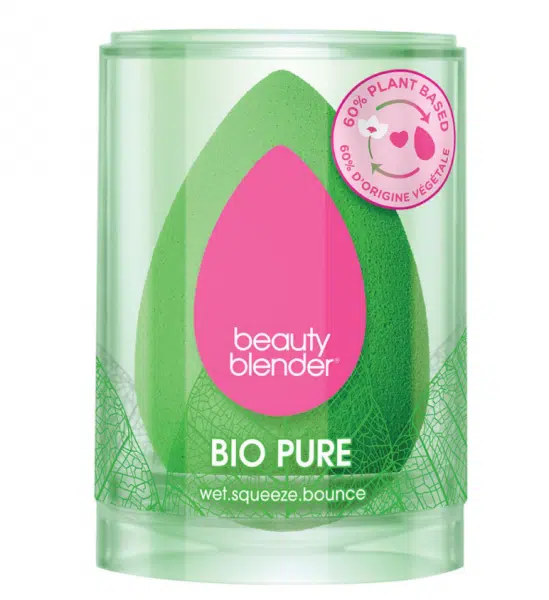 60% PLANT BASED
60% D'ORIGINE VÉGÉTALE
beauty
blender®
BIO PURE
wet.squeeze.bounce